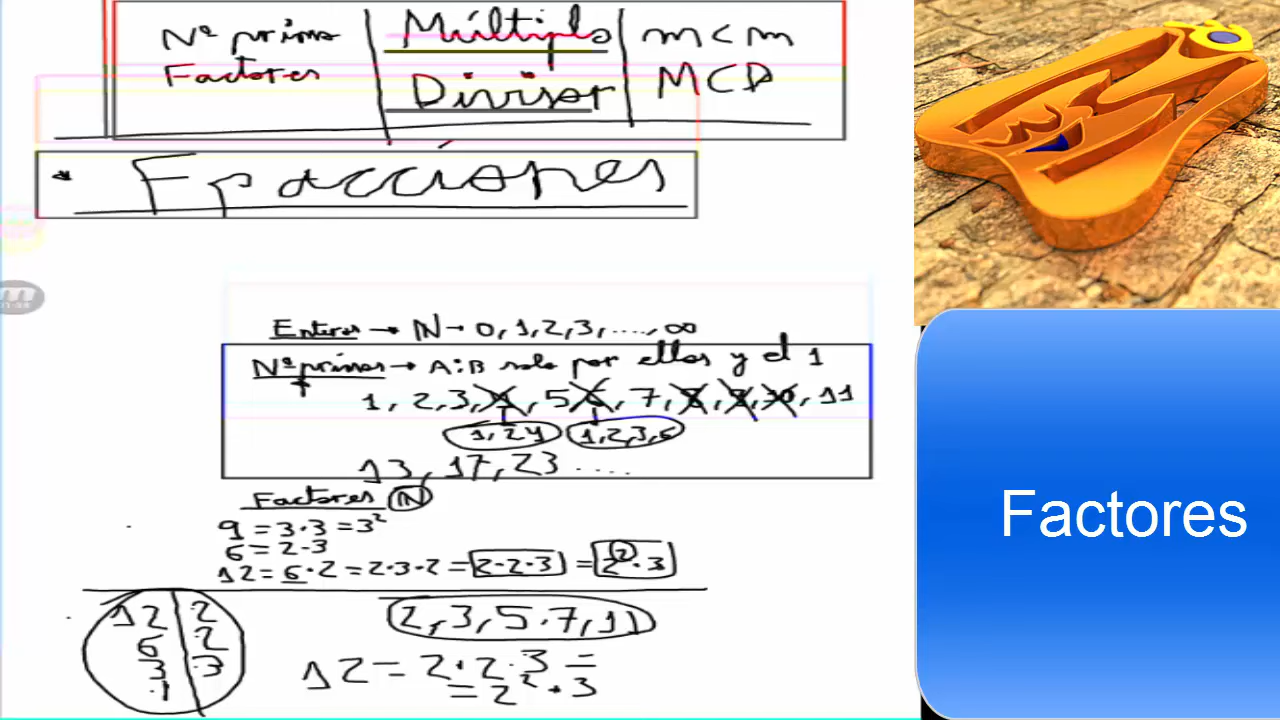 Nº primo Múltiplo mcm
Factores Divisor MCD
Fracciones
Enteros → N → 0, 1, 2, 3, ...., ∞
Nº primos → A:B solo por ellos y el 1
1, 2, 3, 4, 5, 6, 7, 8, 9, 10, 11
1, 2 4 1, 2, 3, 6
13, 17, 23 ....
Factores N
9 = 3·3 = 3²
6 = 2·3
12 = 6·2 = 2·3·2 = 2·2·3 = 2²·3
12 2
6 2
3 3
1
2, 3, 5·7, 11
12 = 2·2·3 =
= 2²·3
Factores